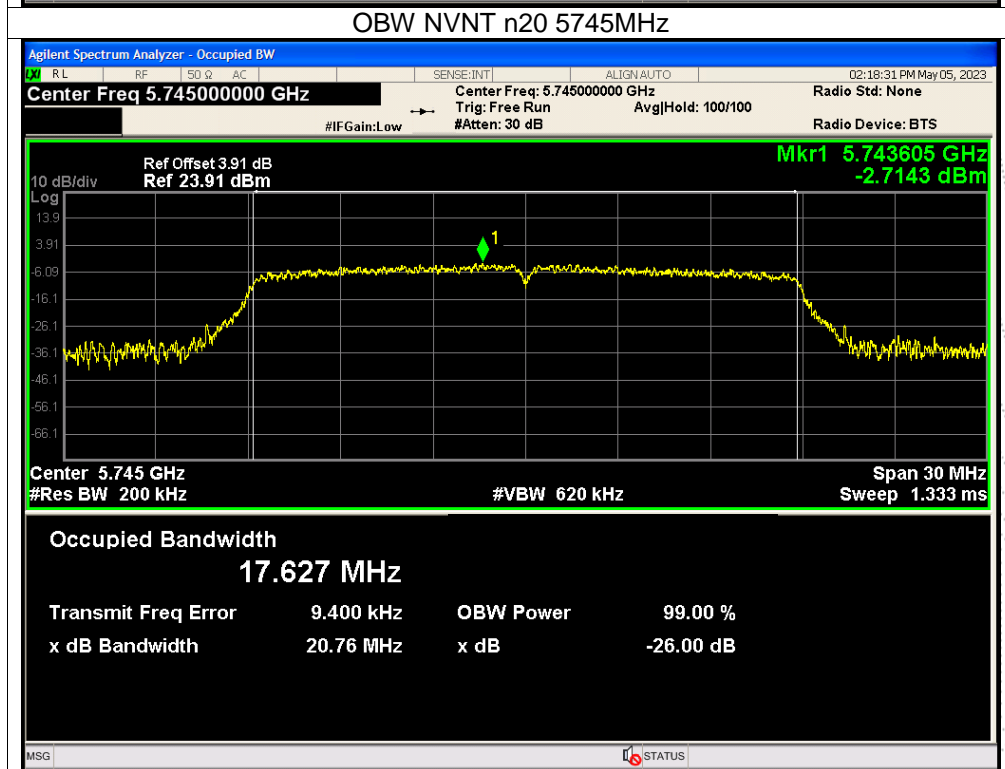 OBW NVNT n20 5745MHz
Agilent Spectrum Analyzer - Occupied BW
LXI RL RF 50 Ω AC SENSE:INT ALIGN AUTO 02:18:31 PM May 05, 2023
Center Freq 5.745000000 GHz Center Freq: 5.745000000 GHz Radio Std: None
Trig: Free Run Avg|Hold: 100/100
#IFGain:Low #Atten: 30 dB Radio Device: BTS
Ref Offset 3.91 dB Mkr1 5.743605 GHz
10 dB/div Ref 23.91 dBm -2.7143 dBm
Log
13.9
3.91
1
-6.09
-16.1
-26.1
-36.1
-46.1
-56.1
-66.1
Center 5.745 GHz Span 30 MHz
#Res BW 200 kHz #VBW 620 kHz Sweep 1.333 ms
Occupied Bandwidth
17.627 MHz
Transmit Freq Error 9.400 kHz OBW Power 99.00 %
x dB Bandwidth 20.76 MHz x dB -26.00 dB
MSG STATUS